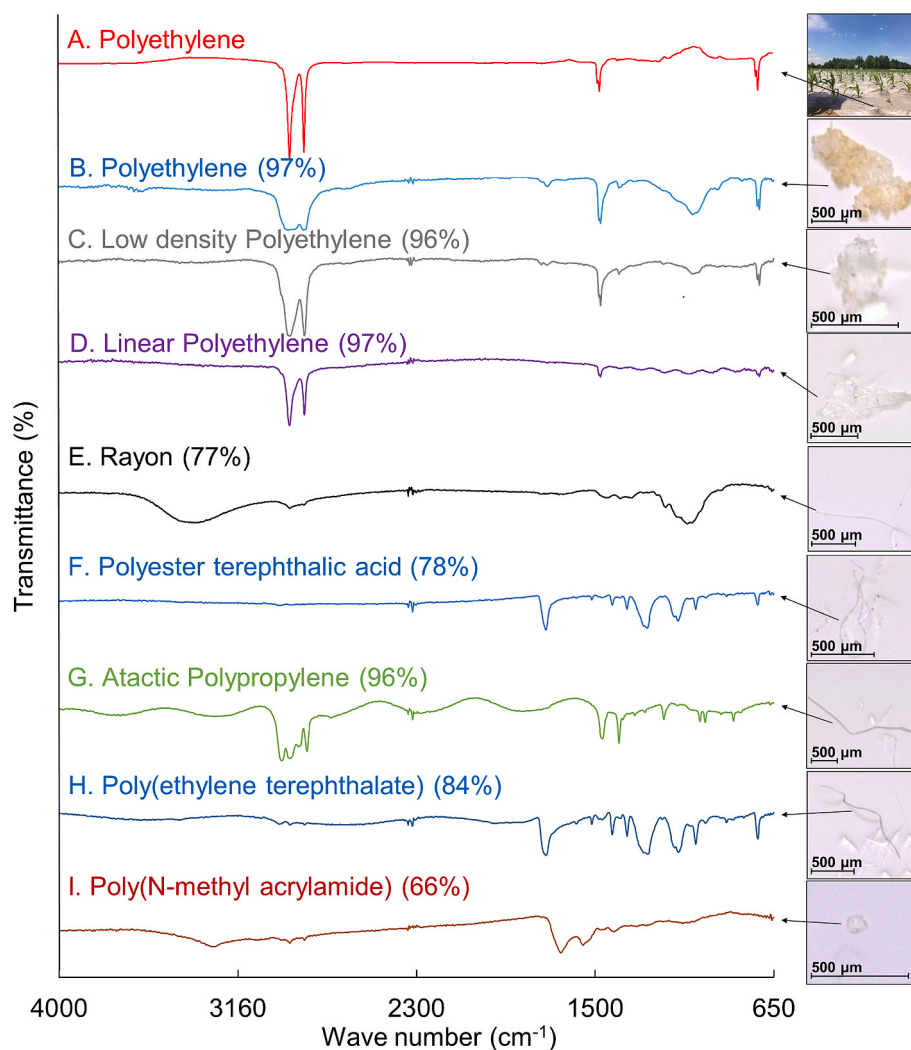 A. Polyethylene
B. Polyethylene (97%)
500 µm
C. Low density Polyethylene (96%)
500 µm
D. Linear Polyethylene (97%)
500 µm
E. Rayon (77%)
500 µm
F. Polyester terephthalic acid (78%)
500 µm
G. Atactic Polypropylene (96%)
500 µm
H. Poly(ethylene terephthalate) (84%)
500 µm
I. Poly(N-methyl acrylamide) (66%)
500 µm
Transmittance (%)
4000 3160 2300 1500 650
Wave number (cm⁻¹)